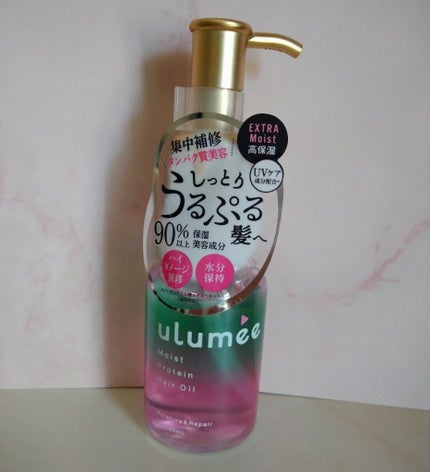 集中補修
タンパク質美容
EXTRA
Moist
高保湿
UVケア
成分配合
しっとり
うるぷる
髪へ
90%以上
保湿
美容成分
ハイ
ダメージ
補修
水分
保持
ulumēe
Moist
Protein
Hair Oil
Moisture&Repair